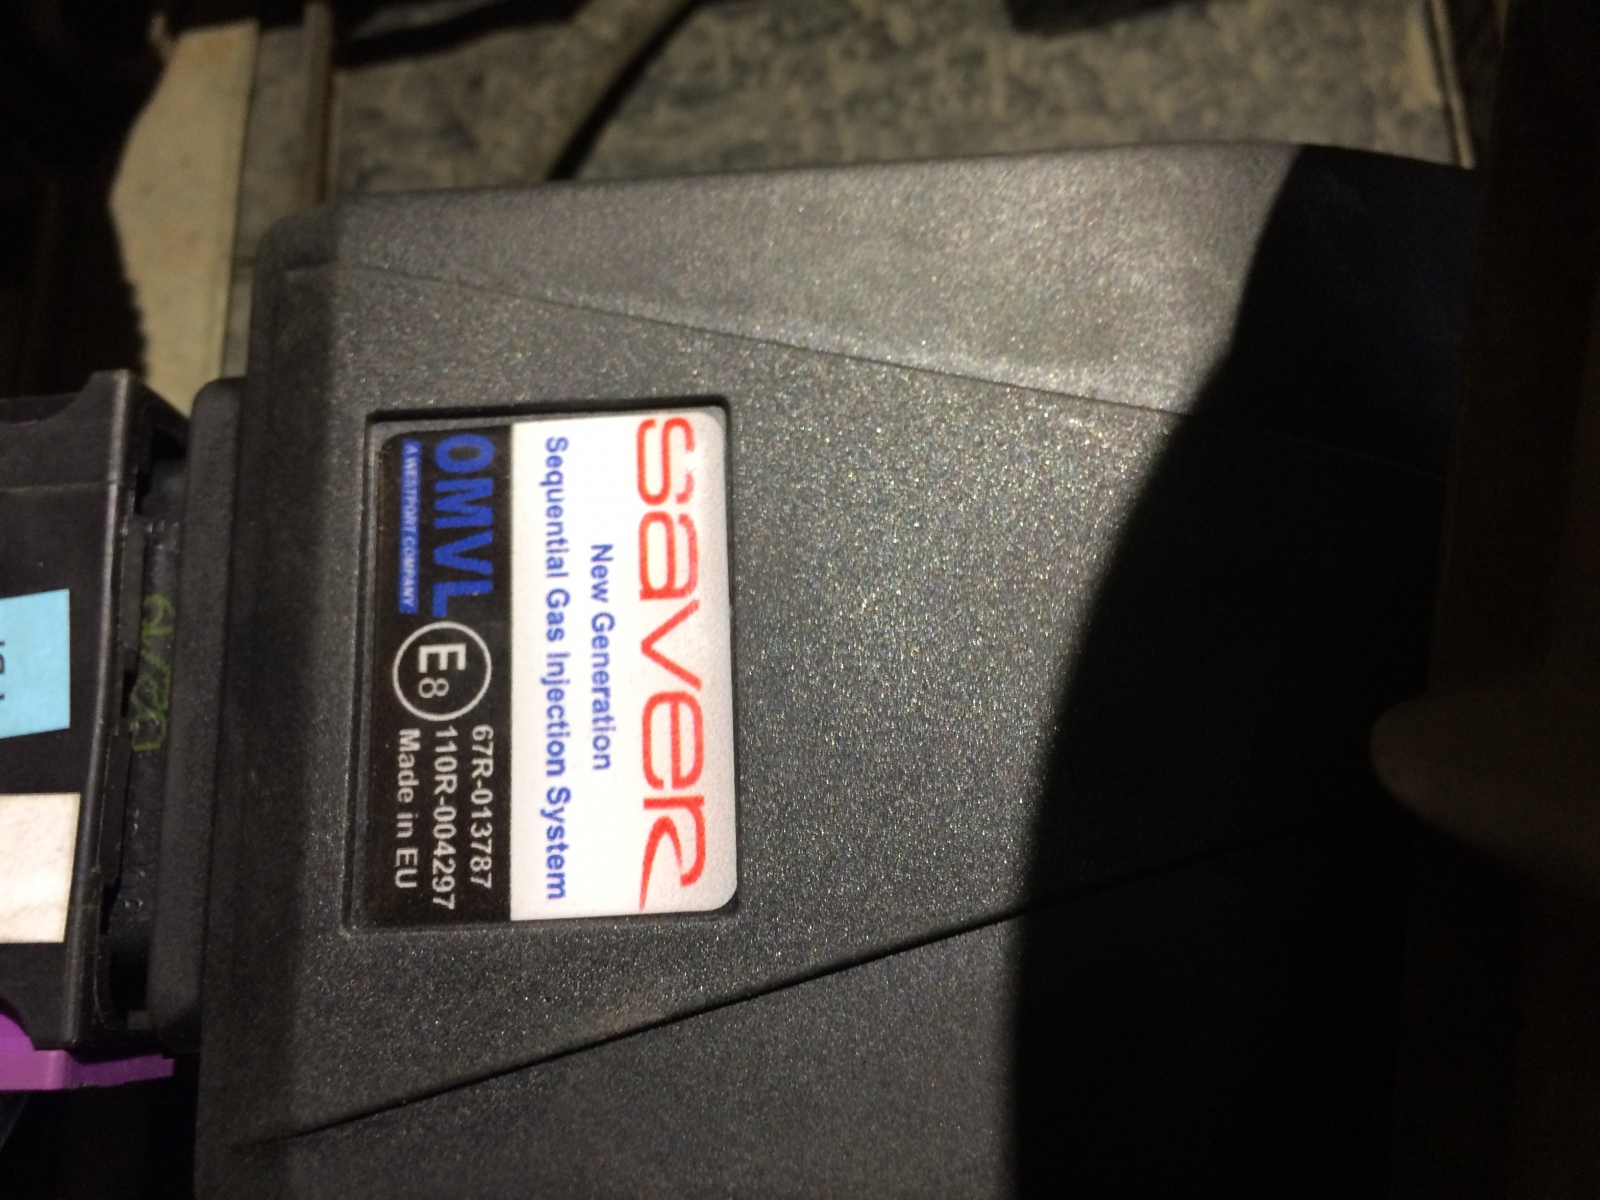 saveR
New Generation
Sequential Gas Injection System
OMVL
A WESTPORT COMPANY
E8
67R-013787
110R-004297
Made in EU